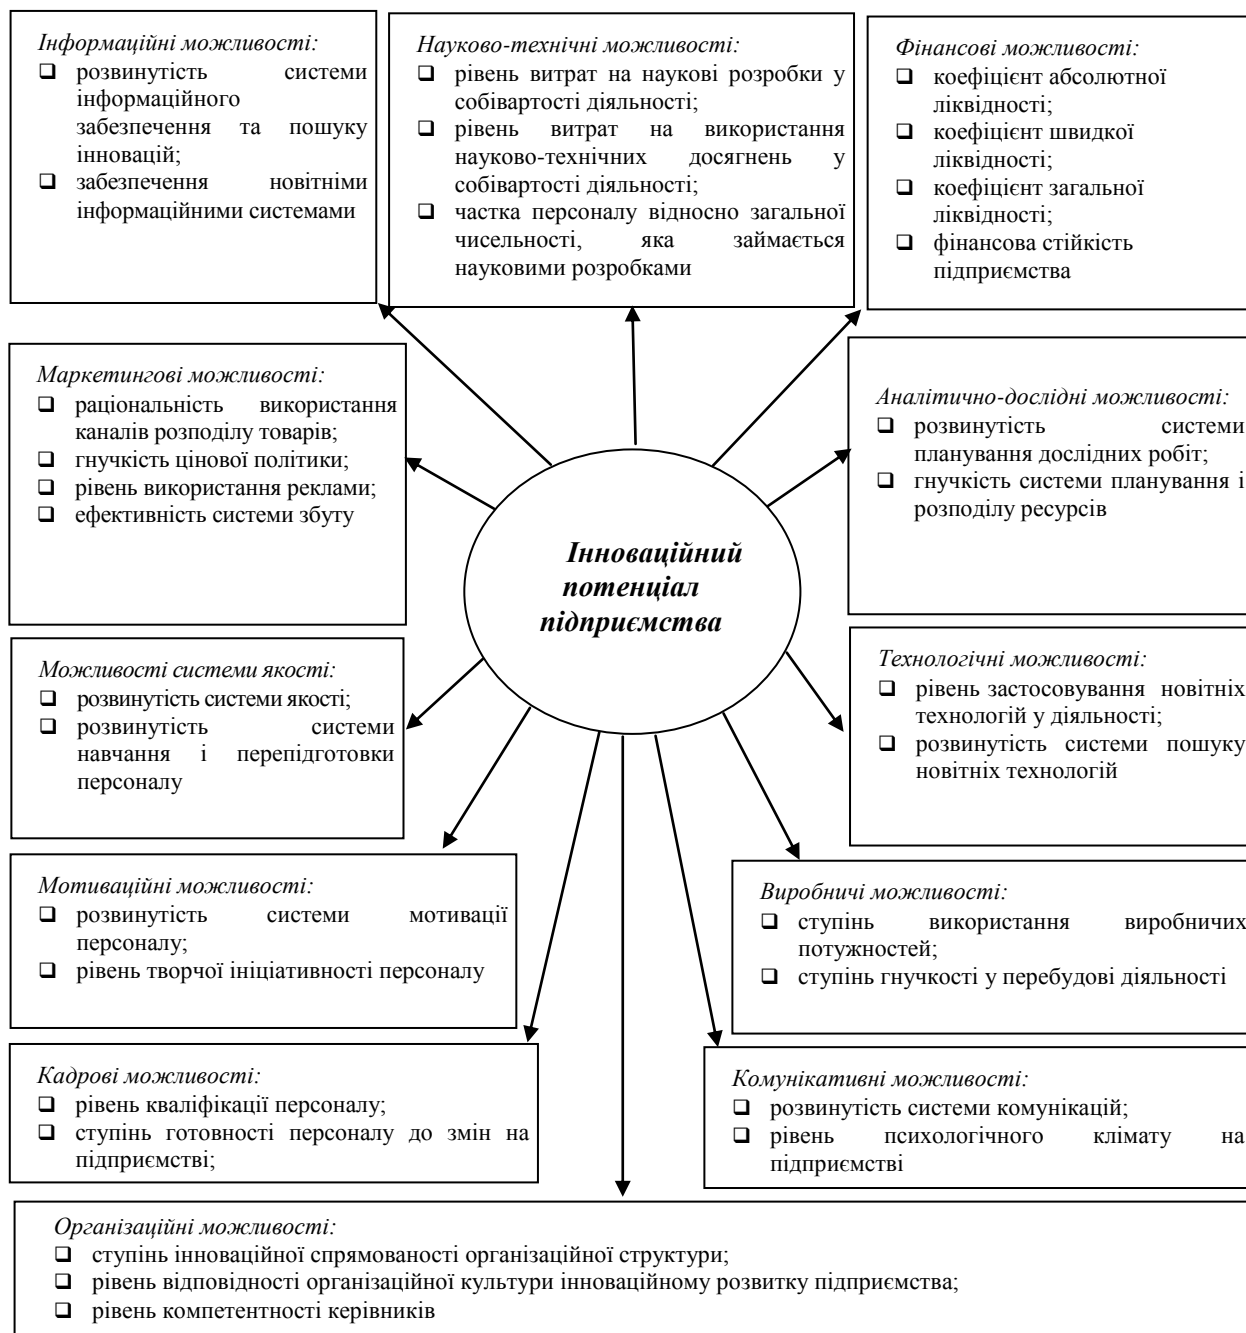 Інформаційні можливості:
❑ розвинутість системи
інформаційного
забезпечення та пошуку
інновацій;
❑ забезпечення новітніми
інформаційними системами
Науково-технічні можливості:
❑ рівень витрат на наукові розробки у
собівартості діяльності;
❑ рівень витрат на використання
науково-технічних досягнень у
собівартості діяльності;
❑ частка персоналу відносно загальної
чисельності, яка займається
науковими розробками
Фінансові можливості:
❑ коефіцієнт абсолютної
ліквідності;
❑ коефіцієнт швидкої
ліквідності;
❑ коефіцієнт загальної
ліквідності;
❑ фінансова стійкість
підприємства
Маркетингові можливості:
❑ раціональність використання
каналів розподілу товарів;
❑ гнучкість цінової політики;
❑ рівень використання реклами;
❑ ефективність системи збуту
Аналітично-дослідні можливості:
❑ розвинутість системи
планування дослідних робіт;
❑ гнучкість системи планування і
розподілу ресурсів
Інноваційний
потенціал
підприємства
Можливості системи якості:
❑ розвинутість системи якості;
❑ розвинутість системи
навчання і перепідготовки
персоналу
Технологічні можливості:
❑ рівень застосовування новітніх
технологій у діяльності;
❑ розвинутість системи пошуку
новітніх технологій
Мотиваційні можливості:
❑ розвинутість системи мотивації
персоналу;
❑ рівень творчої ініціативності персоналу
Виробничі можливості:
❑ ступінь використання виробничих
потужностей;
❑ ступінь гнучкості у перебудові діяльності
Кадрові можливості:
❑ рівень кваліфікації персоналу;
❑ ступінь готовності персоналу до змін на
підприємстві;
Комунікативні можливості:
❑ розвинутість системи комунікацій;
❑ рівень психологічного клімату на
підприємстві
Організаційні можливості:
❑ ступінь інноваційної спрямованості організаційної структури;
❑ рівень відповідності організаційної культури інноваційному розвитку підприємства;
❑ рівень компетентності керівників